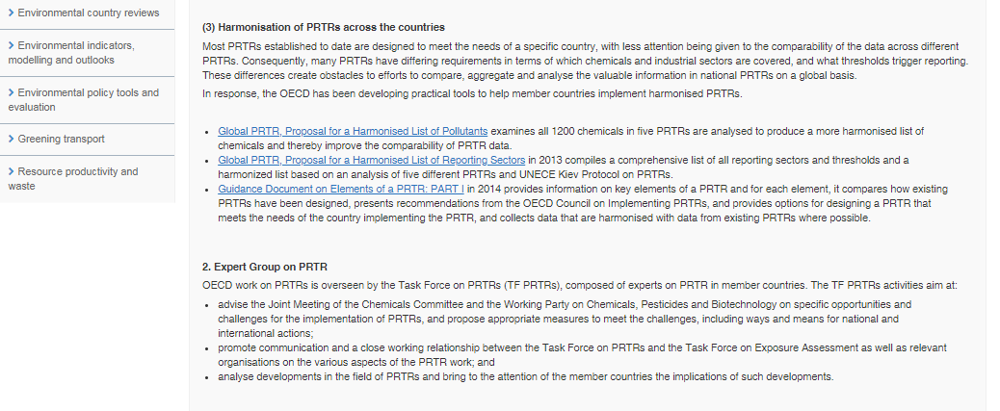 > Environmental country reviews
> Environmental indicators,
modelling and outlooks
> Environmental policy tools and
evaluation
> Greening transport
> Resource productivity and
waste
(3) Harmonisation of PRTRs across the countries
Most PRTRs established to date are designed to meet the needs of a specific country, with less attention being given to the comparability of the data across different
PRTRs. Consequently, many PRTRs have differing requirements in terms of which chemicals and industrial sectors are covered, and what thresholds trigger reporting.
These differences create obstacles to efforts to compare, aggregate and analyse the valuable information in national PRTRs on a global basis.
In response, the OECD has been developing practical tools to help member countries implement harmonised PRTRs.
• Global PRTR, Proposal for a Harmonised List of Pollutants examines all 1200 chemicals in five PRTRs are analysed to produce a more harmonised list of
chemicals and thereby improve the comparability of PRTR data.
• Global PRTR, Proposal for a Harmonised List of Reporting Sectors in 2013 compiles a comprehensive list of all reporting sectors and thresholds and a
harmonized list based on an analysis of five different PRTRs and UNECE Kiev Protocol on PRTRs.
• Guidance Document on Elements of a PRTR: PART I in 2014 provides information on key elements of a PRTR and for each element, it compares how existing
PRTRs have been designed, presents recommendations from the OECD Council on Implementing PRTRs, and provides options for designing a PRTR that
meets the needs of the country implementing the PRTR, and collects data that are harmonised with data from existing PRTRs where possible.
2. Expert Group on PRTR
OECD work on PRTRs is overseen by the Task Force on PRTRs (TF PRTRs), composed of experts on PRTR in member countries. The TF PRTRs activities aim at:
• advise the Joint Meeting of the Chemicals Committee and the Working Party on Chemicals, Pesticides and Biotechnology on specific opportunities and
challenges for the implementation of PRTRs, and propose appropriate measures to meet the challenges, including ways and means for national and
international actions;
• promote communication and a close working relationship between the Task Force on PRTRs and the Task Force on Exposure Assessment as well as relevant
organisations on the various aspects of the PRTR work; and
• analyse developments in the field of PRTRs and bring to the attention of the member countries the implications of such developments.